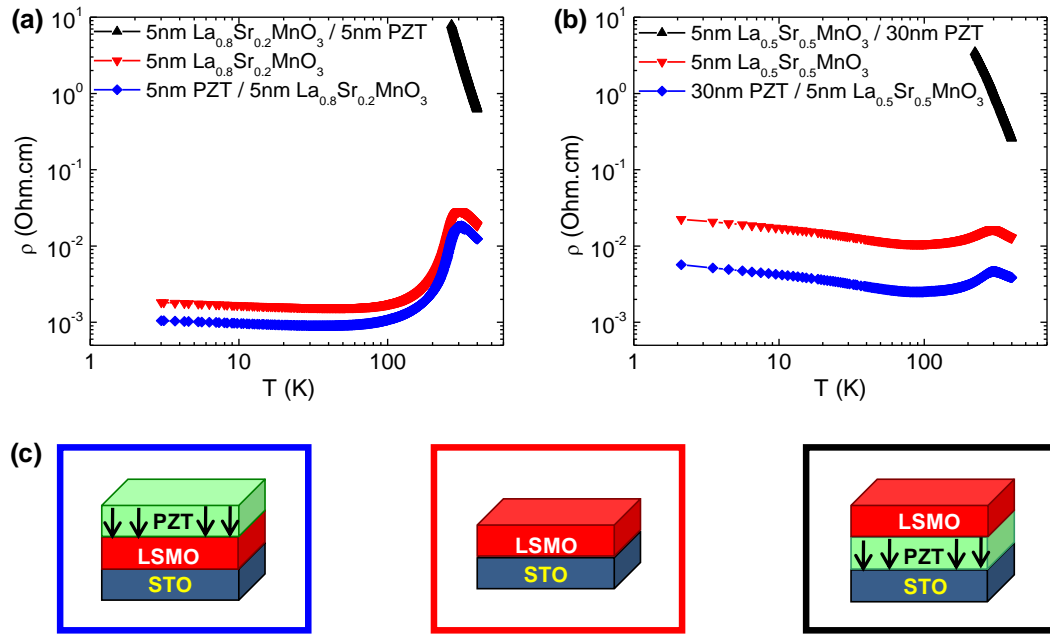 (a)
5nm La0.8Sr0.2MnO3 / 5nm PZT
5nm La0.8Sr0.2MnO3
5nm PZT / 5nm La0.8Sr0.2MnO3
10^1
10^0
10^-1
10^-2
10^-3
ρ (Ohm.cm)
1 10 100
T (K)
(b)
5nm La0.5Sr0.5MnO3 / 30nm PZT
5nm La0.5Sr0.5MnO3
30nm PZT / 5nm La0.5Sr0.5MnO3
10^1
10^0
10^-1
10^-2
10^-3
ρ (Ohm.cm)
1 10 100
T (K)
(c)
PZT
LSMO
STO
LSMO
STO
LSMO
PZT
STO